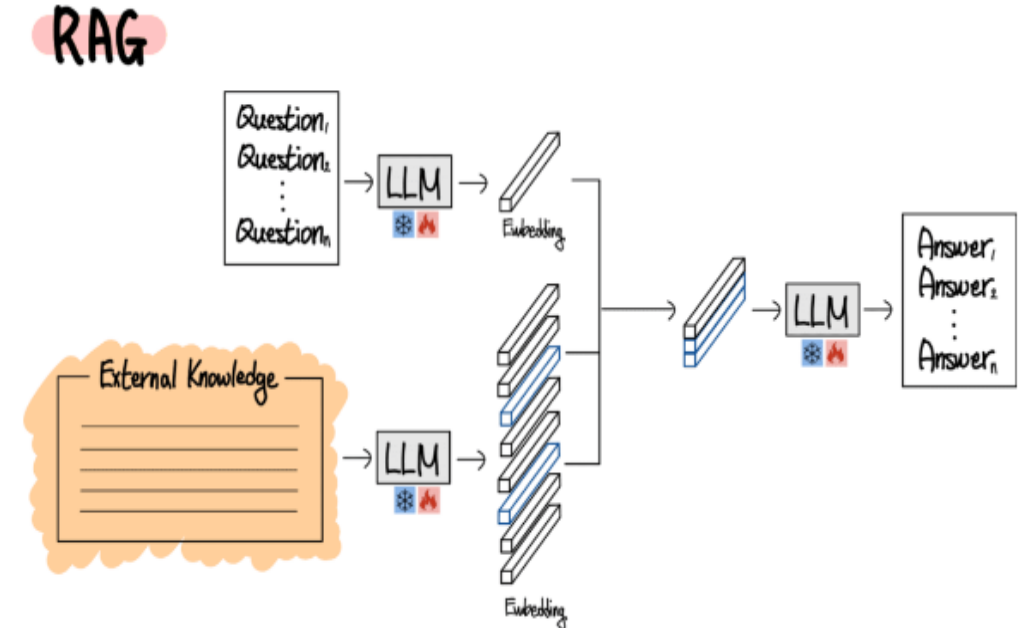 RAG
Question₁
Question₂
⋮
Questionₙ
LLM
Embedding
External Knowledge
LLM
Embedding
LLM
Answer₁
Answer₂
⋮
Answerₙ